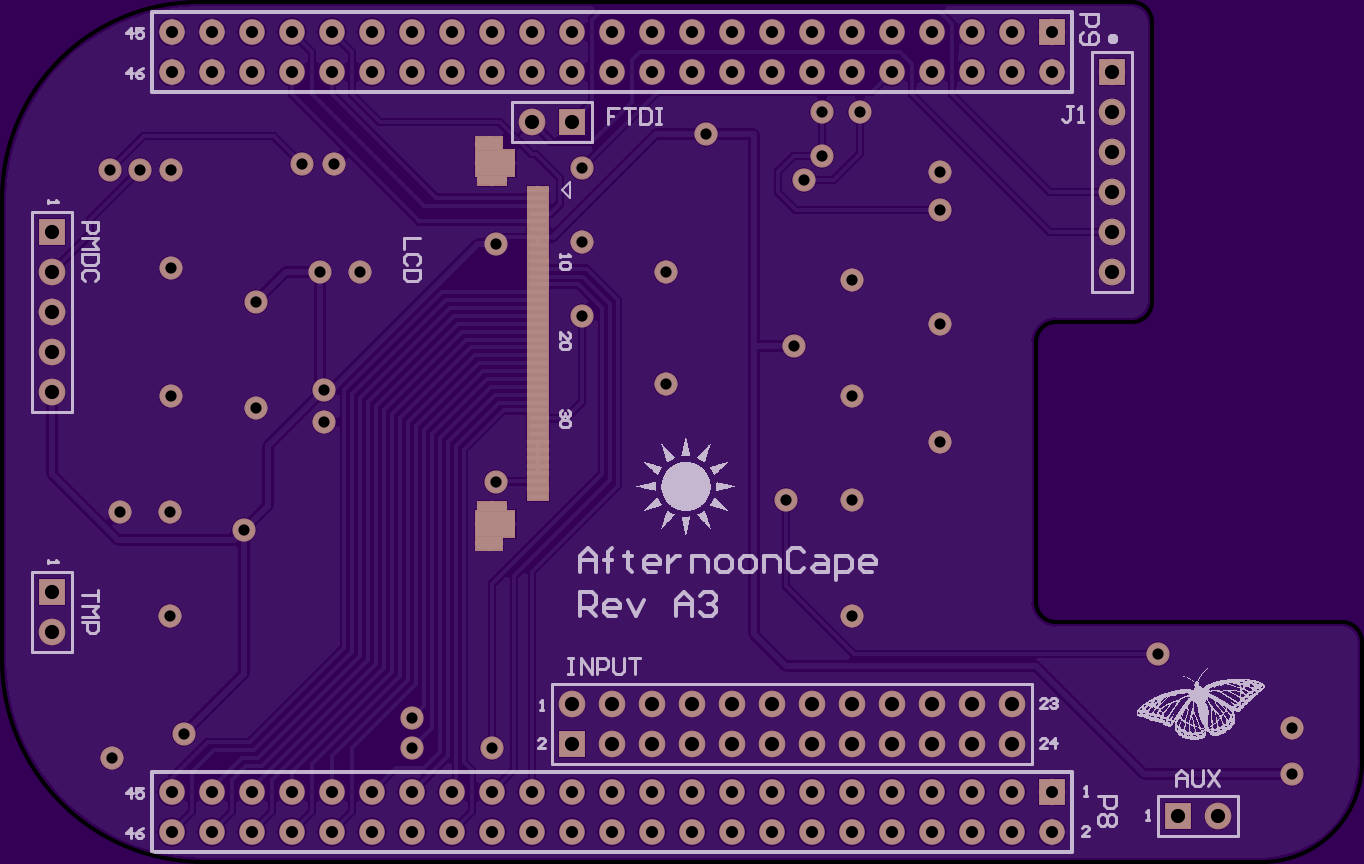 45
P9
46
FTDI
J1
1
PMDC
LCD
10
20
30
AfternoonCape
Rev A3
1
TMP
INPUT
1
23
2
24
AUX
45
1
P8
1
46
2